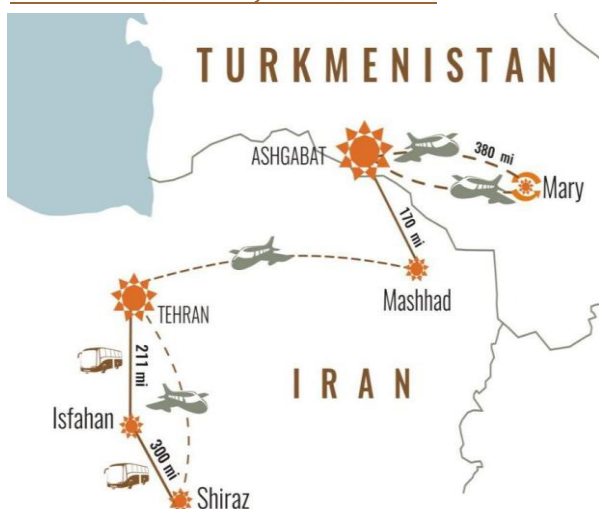 TURKMENISTAN
ASHGABAT
380 mi
Mary
170 mi
Mashhad
TEHRAN
211 mi
IRAN
Isfahan
300 mi
Shiraz